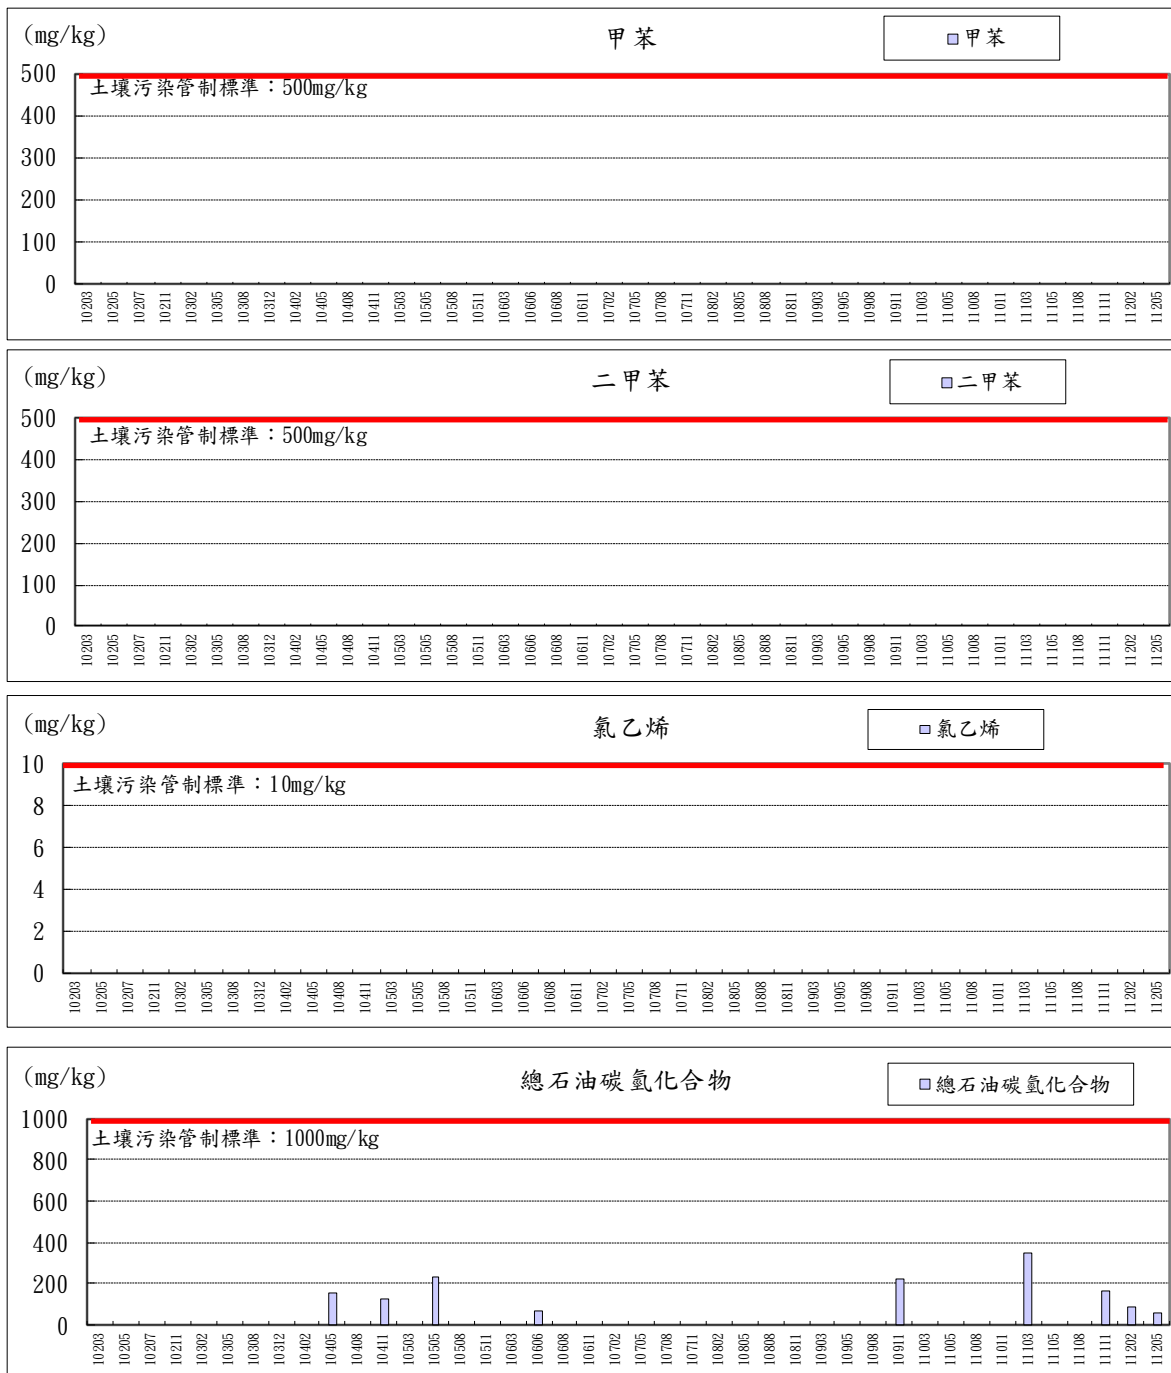 (mg/kg)
甲苯
甲苯
500
土壤污染管制標準：500mg/kg
400
300
200
100
0
10203 10205 10207 10211 10302 10305 10308 10312 10402 10405 10408 10411 10503 10505 10508 10511 10603 10606 10608 10611 10702 10705 10708 10711 10802 10805 10808 10811 10903 10905 10908 10911 11003 11005 11008 11011 11103 11105 11108 11111 11202 11205
(mg/kg)
二甲苯
二甲苯
500
土壤污染管制標準：500mg/kg
400
300
200
100
0
10203 10205 10207 10211 10302 10305 10308 10312 10402 10405 10408 10411 10503 10505 10508 10511 10603 10606 10608 10611 10702 10705 10708 10711 10802 10805 10808 10811 10903 10905 10908 10911 11003 11005 11008 11011 11103 11105 11108 11111 11202 11205
(mg/kg)
氯乙烯
氯乙烯
10
土壤污染管制標準：10mg/kg
8
6
4
2
0
10203 10205 10207 10211 10302 10305 10308 10312 10402 10405 10408 10411 10503 10505 10508 10511 10603 10606 10608 10611 10702 10705 10708 10711 10802 10805 10808 10811 10903 10905 10908 10911 11003 11005 11008 11011 11103 11105 11108 11111 11202 11205
(mg/kg)
總石油碳氫化合物
總石油碳氫化合物
1000
土壤污染管制標準：1000mg/kg
800
600
400
200
0
10203 10205 10207 10211 10302 10305 10308 10312 10402 10405 10408 10411 10503 10505 10508 10511 10603 10606 10608 10611 10702 10705 10708 10711 10802 10805 10808 10811 10903 10905 10908 10911 11003 11005 11008 11011 11103 11105 11108 11111 11202 11205